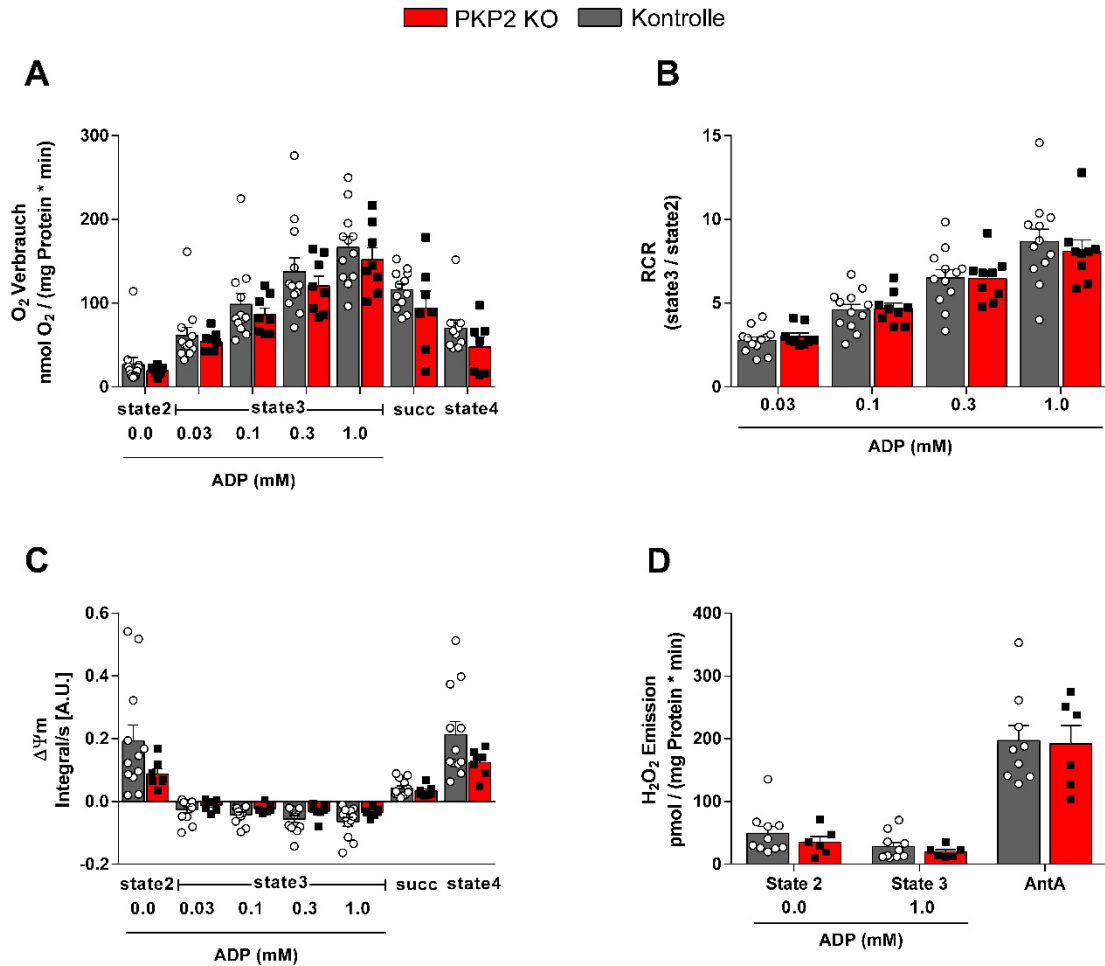 PKP2 KO Kontrolle
A
O₂ Verbrauch
nmol O₂ / (mg Protein * min)
300
200
100
0
state2 state3 succ state4
0.0 0.03 0.1 0.3 1.0
ADP (mM)
B
RCR
(state3 / state2)
15
10
5
0
0.03 0.1 0.3 1.0
ADP (mM)
C
ΔΨm
Integral/s [A.U.]
0.6
0.4
0.2
0.0
-0.2
state2 state3 succ state4
0.0 0.03 0.1 0.3 1.0
ADP (mM)
D
H₂O₂ Emission
pmol / (mg Protein * min)
400
300
200
100
0
State 2 State 3 AntA
0.0 1.0
ADP (mM)